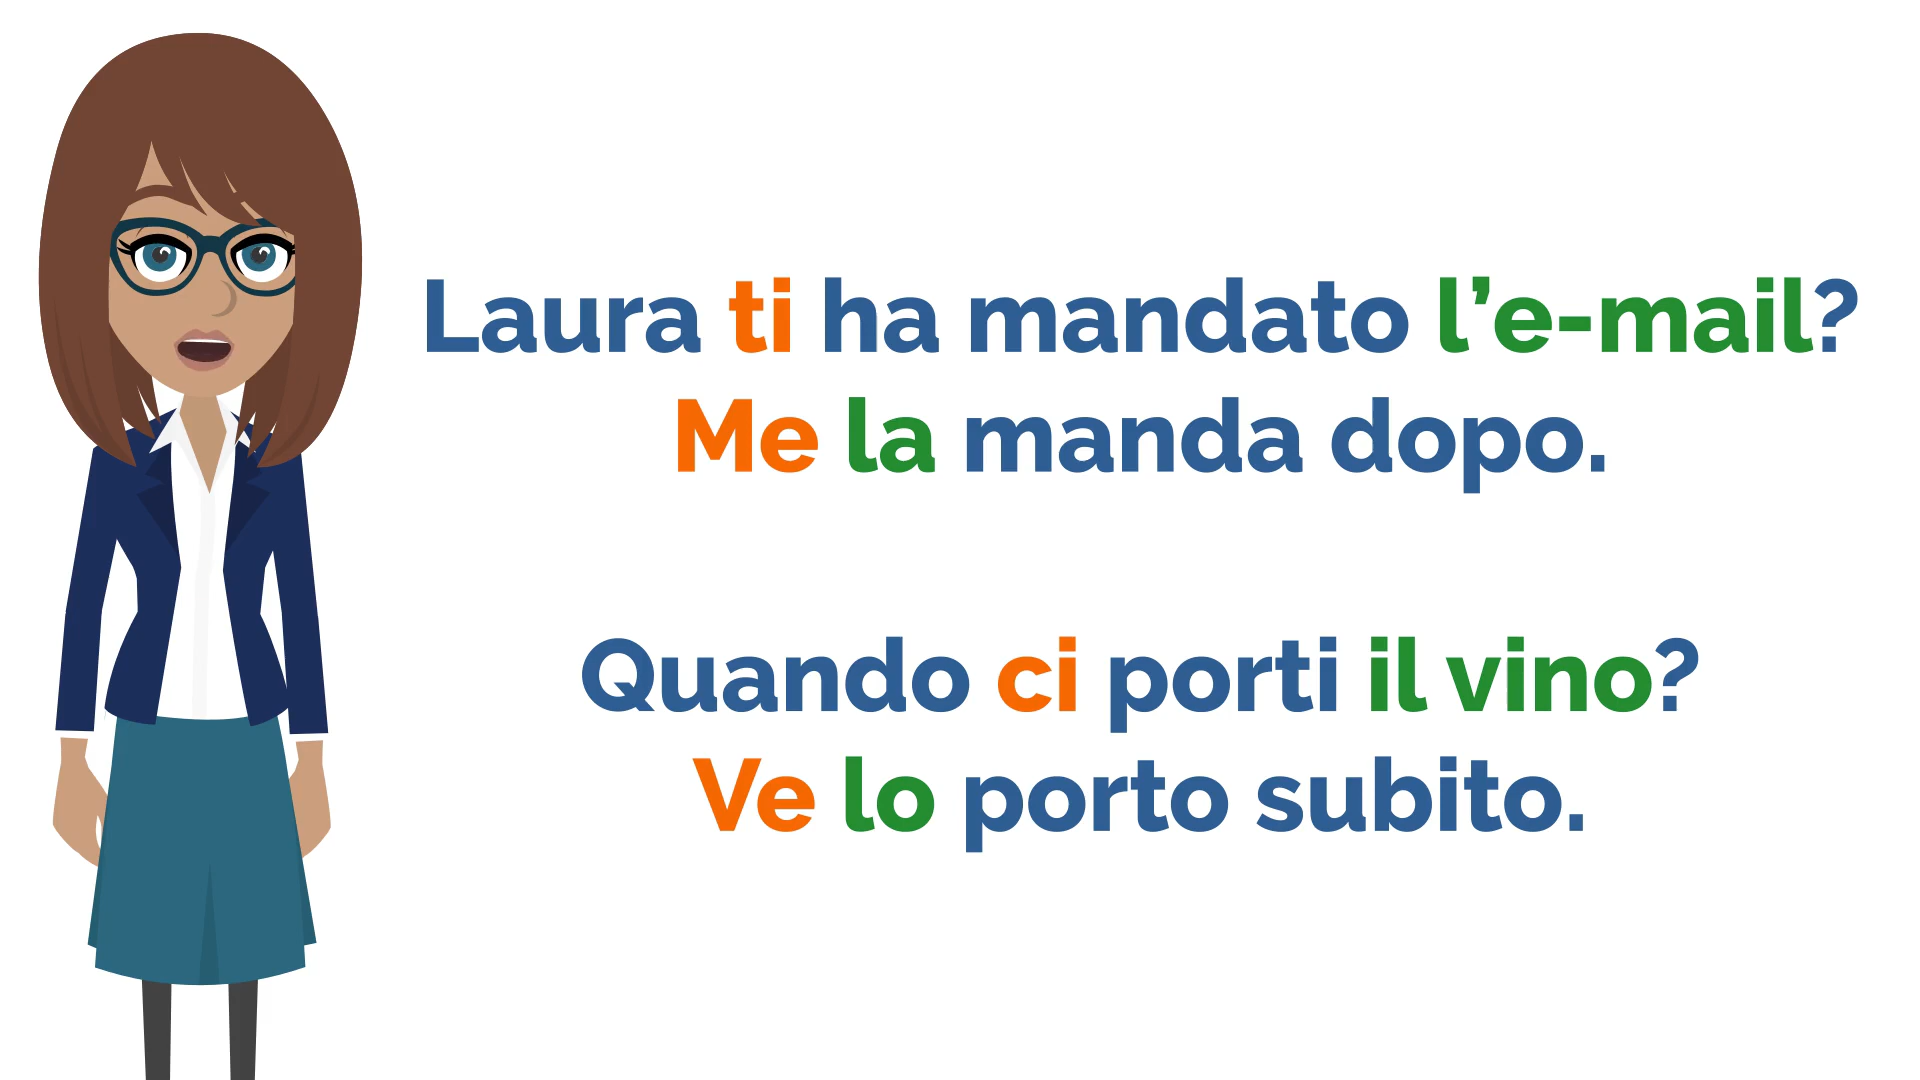 Laura ti ha mandato l’e-mail?
Me la manda dopo.
Quando ci porti il vino?
Ve lo porto subito.